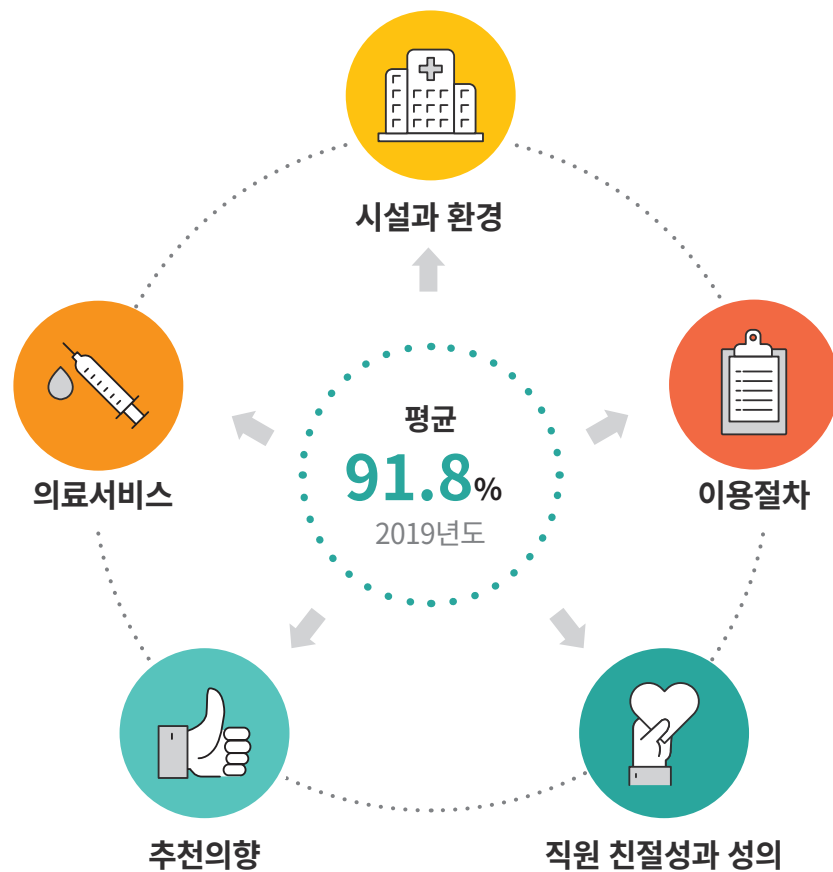 시설과 환경
평균
91.8%
2019년도
의료서비스
이용절차
추천의향
직원 친절성과 성의